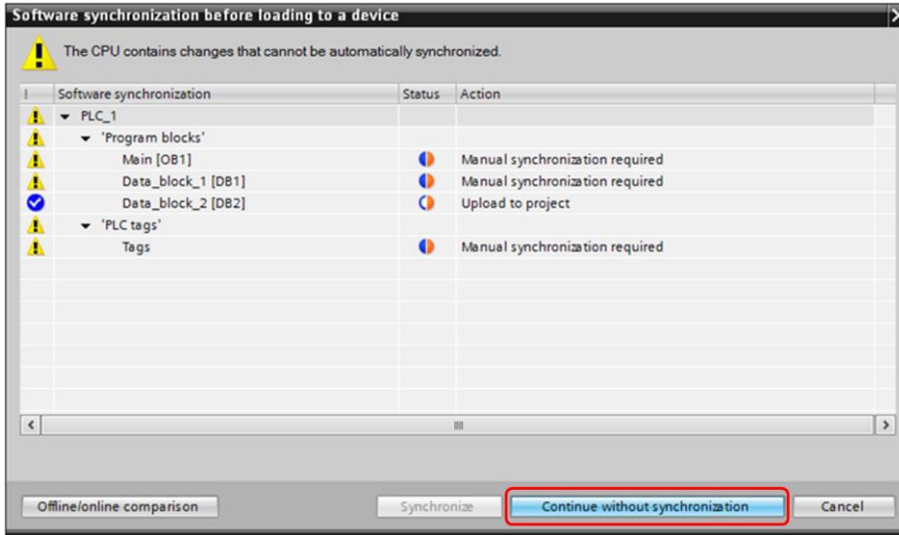 Software synchronization before loading to a device
The CPU contains changes that cannot be automatically synchronized.
! Software synchronization Status Action
PLC_1
'Program blocks'
Main [OB1] Manual synchronization required
Data_block_1 [DB1] Manual synchronization required
Data_block_2 [DB2] Upload to project
'PLC tags'
Tags Manual synchronization required
Offline/online comparison Synchronize Continue without synchronization Cancel